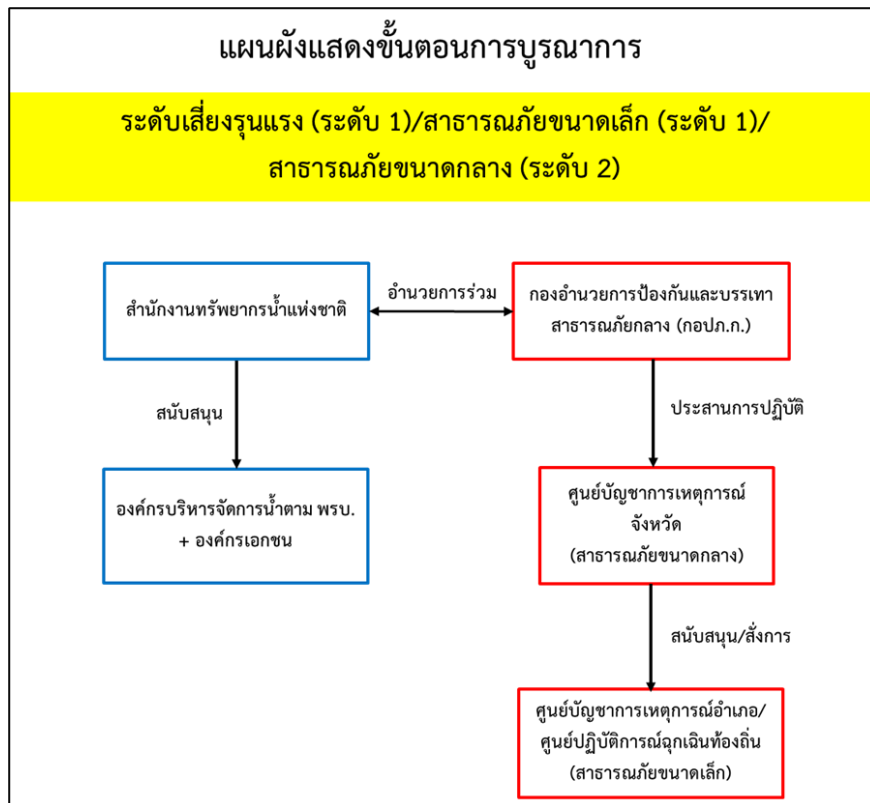 แผนผังแสดงขั้นตอนการบูรณาการ
ระดับเสี่ยงรุนแรง (ระดับ 1)/สาธารณภัยขนาดเล็ก (ระดับ 1)/
สาธารณภัยขนาดกลาง (ระดับ 2)
สำนักงานทรัพยากรน้ำแห่งชาติ
อำนวยการร่วม
กองอำนวยการป้องกันและบรรเทา
สาธารณภัยกลาง (กอปภ.ก.)
สนับสนุน
ประสานการปฏิบัติ
องค์กรบริหารจัดการน้ำตาม พรบ.
+ องค์กรเอกชน
ศูนย์บัญชาการเหตุการณ์
จังหวัด
(สาธารณภัยขนาดกลาง)
สนับสนุน/สั่งการ
ศูนย์บัญชาการเหตุการณ์อำเภอ/
ศูนย์ปฏิบัติการณ์ฉุกเฉินท้องถิ่น
(สาธารณภัยขนาดเล็ก)